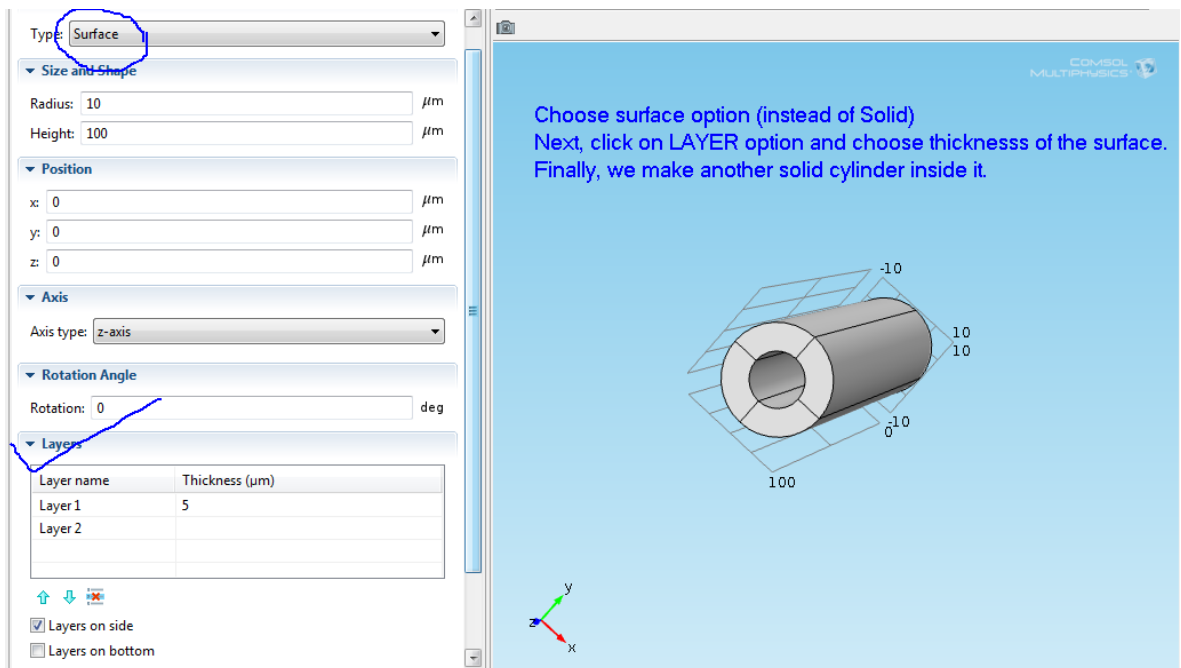 Type: Surface
Size and Shape
Radius: 10 μm
Height: 100 μm
Position
x: 0 μm
y: 0 μm
z: 0 μm
Axis
Axis type: z-axis
Rotation Angle
Rotation: 0 deg
Layers
Layer name Thickness (μm)
Layer 1 5
Layer 2
Layers on side
Layers on bottom
COMSOL
MULTIPHYSICS
Choose surface option (instead of Solid)
Next, click on LAYER option and choose thicknesss of the surface.
Finally, we make another solid cylinder inside it.
-10
10
10
-10
0
100
y
z
x